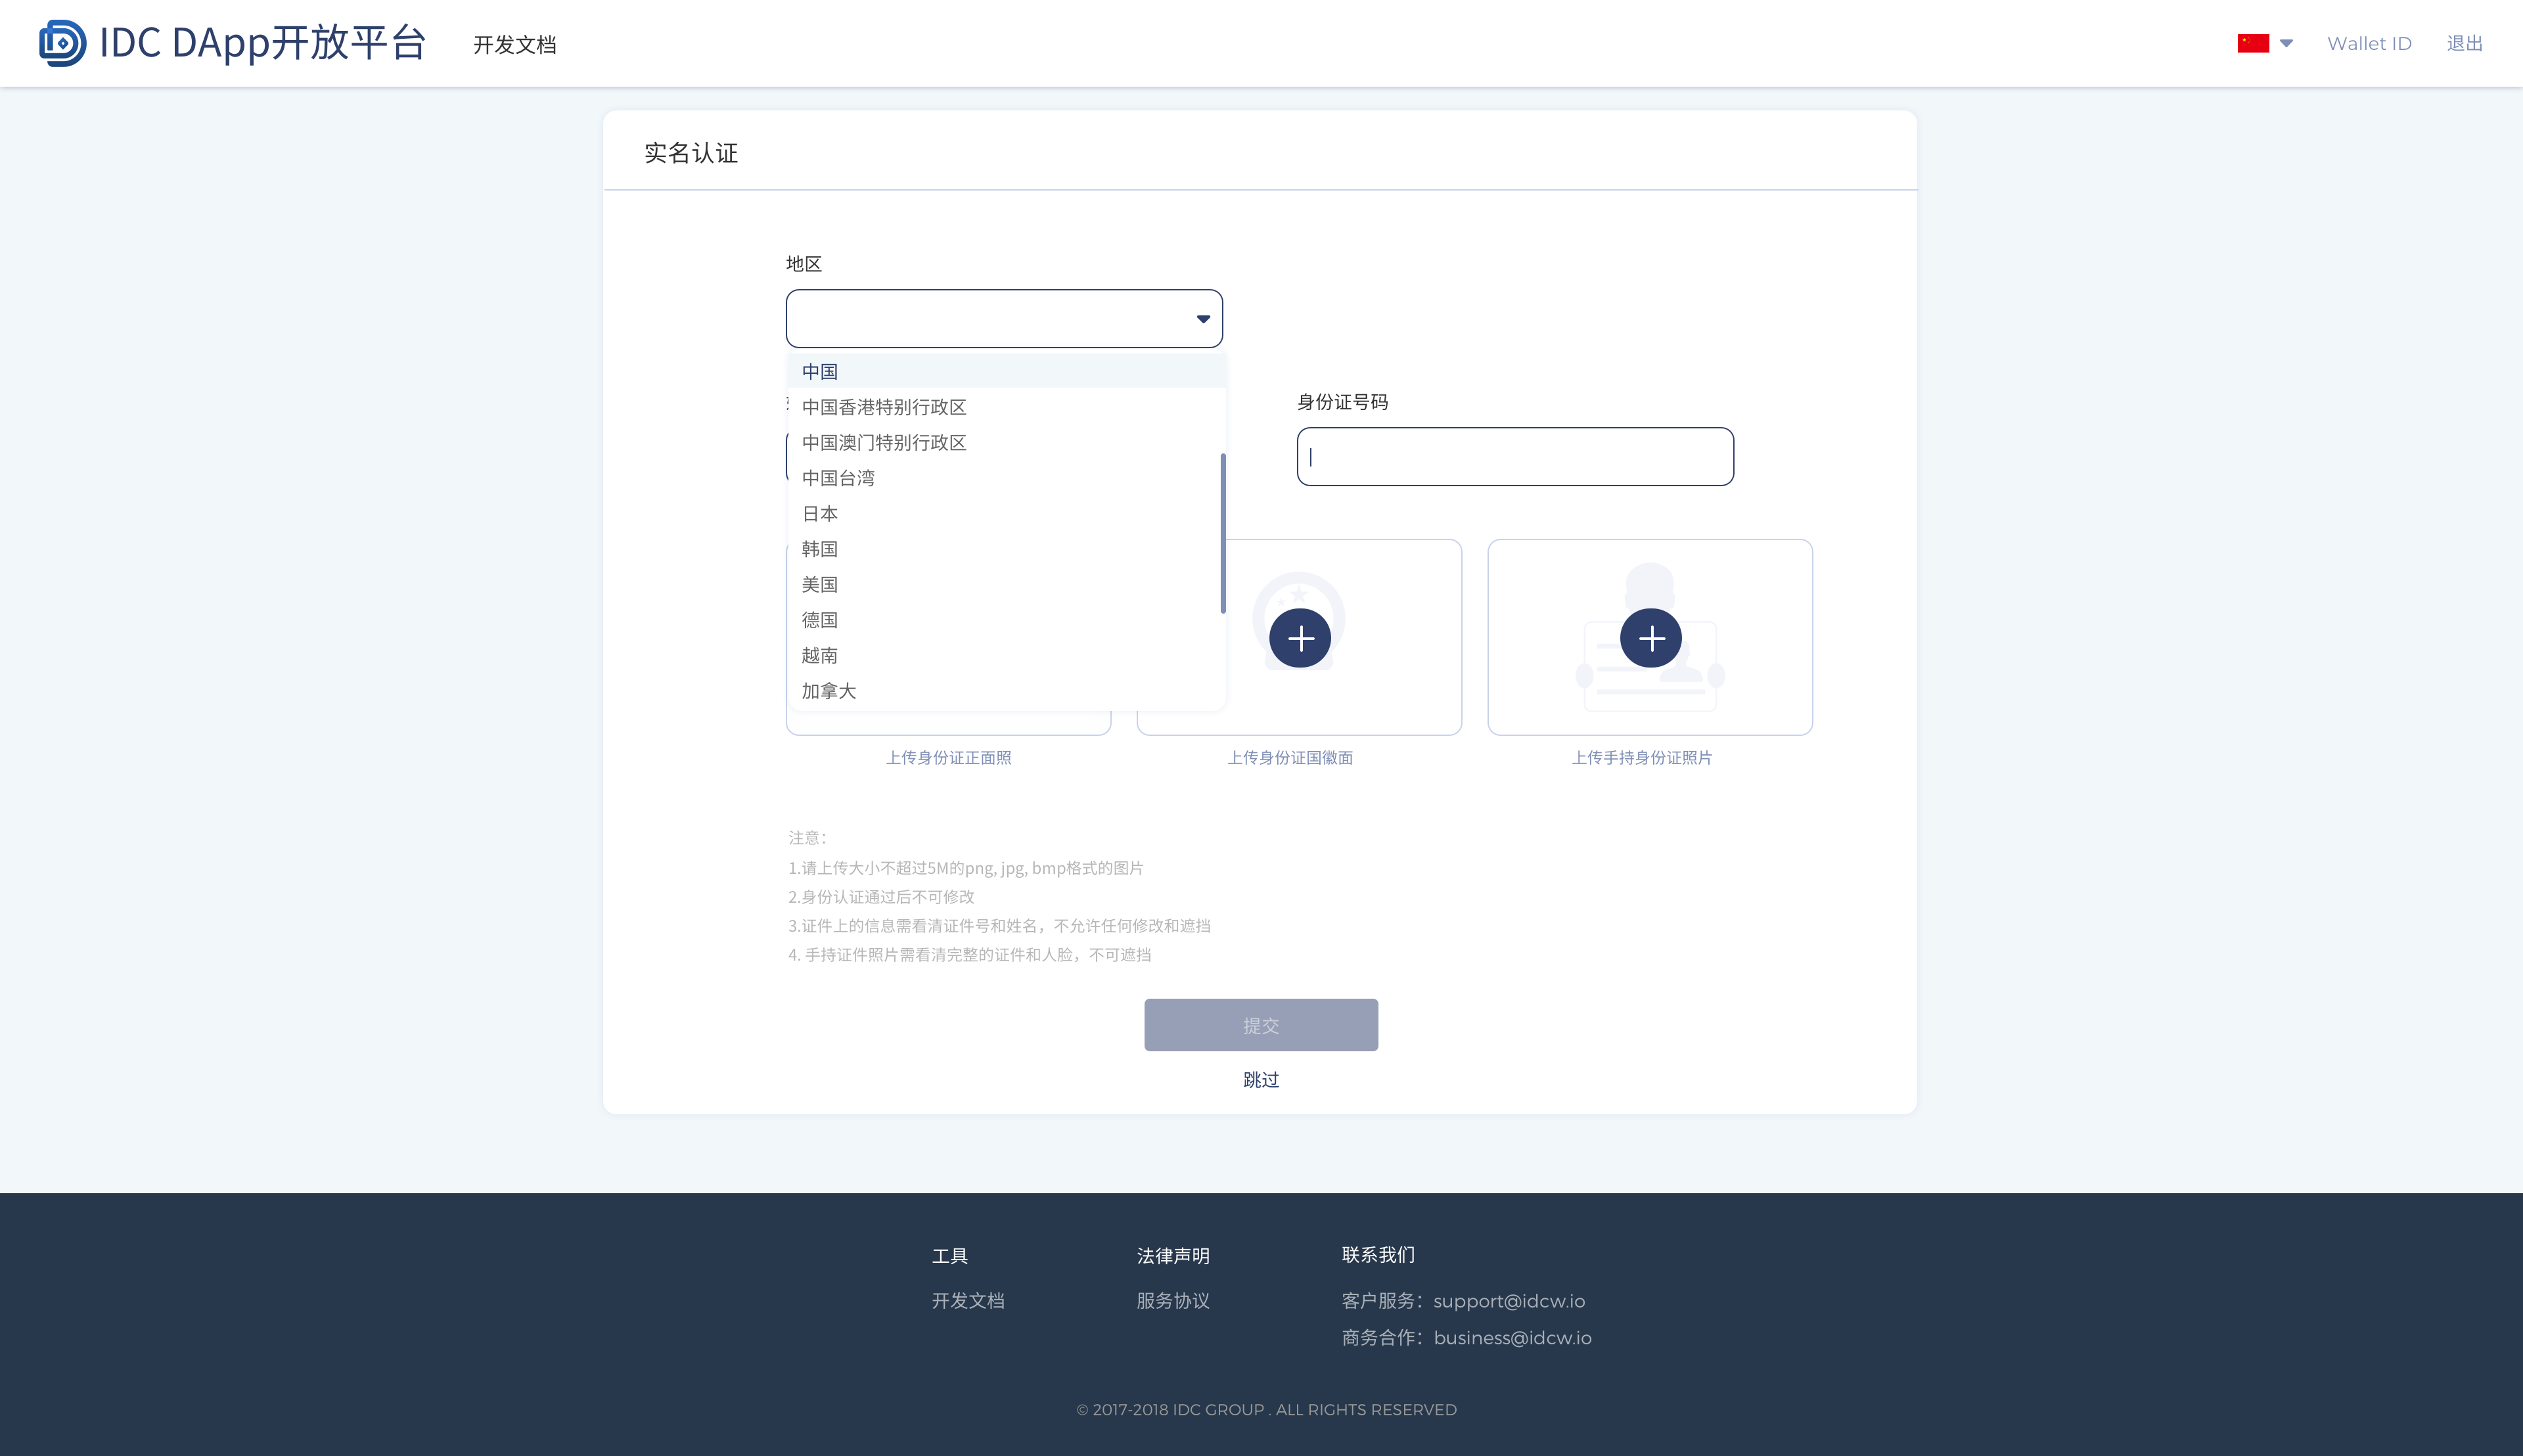 IDC DApp开放平台
开发文档
Wallet ID
退出
实名认证
地区
中国
中国香港特别行政区
中国澳门特别行政区
中国台湾
日本
韩国
美国
德国
越南
加拿大
身份证号码
上传身份证正面照
上传身份证国徽面
上传手持身份证照片
注意：
1.请上传大小不超过5M的png, jpg, bmp格式的图片
2.身份认证通过后不可修改
3.证件上的信息需看清证件号和姓名，不允许任何修改和遮挡
4. 手持证件照片需看清完整的证件和人脸，不可遮挡
提交
跳过
工具
开发文档
法律声明
服务协议
联系我们
客户服务：support@idcw.io
商务合作：business@idcw.io
© 2017-2018 IDC GROUP . ALL RIGHTS RESERVED